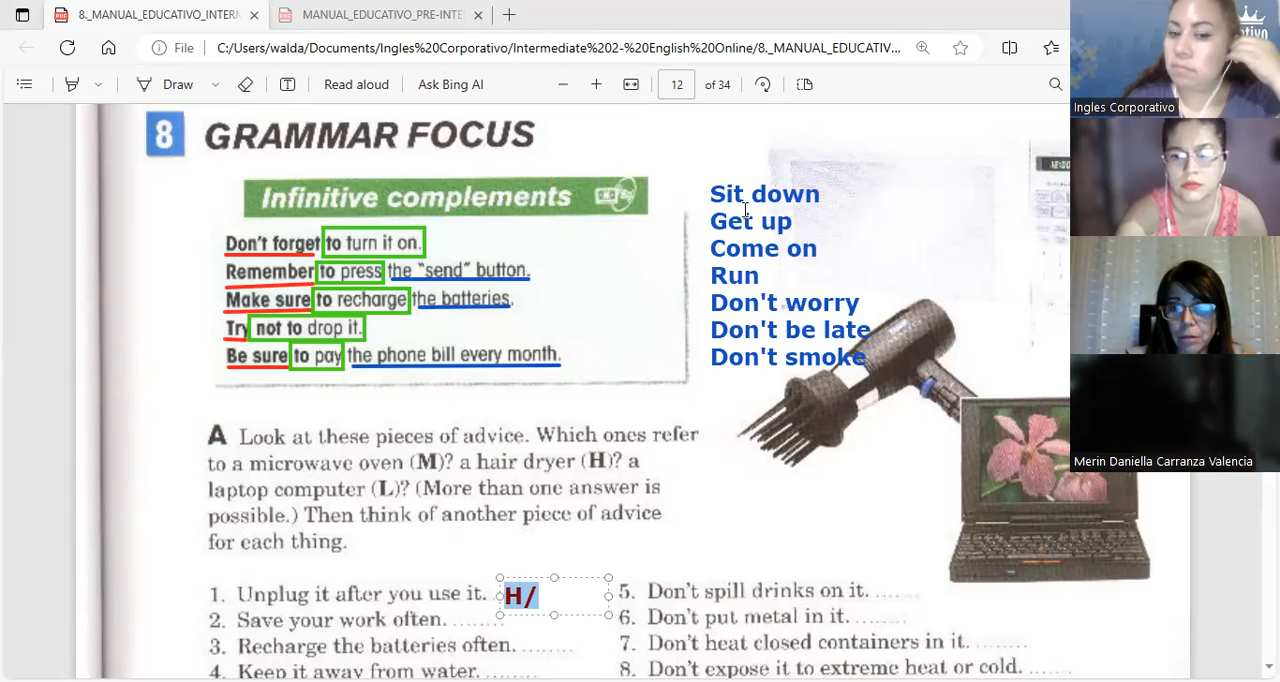 8._MANUAL_EDUCATIVO_INTERN
MANUAL_EDUCATIVO_PRE-INTE
File
C:/Users/walda/Documents/Ingles%20Corporativo/Intermediate%202-%20English%20Online/8._MANUAL_EDUCATIV...
Draw
Read aloud
Ask Bing AI
12
of 34
Ingles Corporativo
8 GRAMMAR FOCUS
Infinitive complements
Don't forget to turn it on.
Remember to press the "send" button.
Make sure to recharge the batteries.
Try not to drop it.
Be sure to pay the phone bill every month.
Sit down
Get up
Come on
Run
Don't worry
Don't be late
Don't smoke
A Look at these pieces of advice. Which ones refer
to a microwave oven (M)? a hair dryer (H)? a
laptop computer (L)? (More than one answer is
possible.) Then think of another piece of advice
for each thing.
Merin Daniella Carranza Valencia
1. Unplug it after you use it. H/
2. Save your work often. ........
3. Recharge the batteries often. ........
4. Keep it away from water. ........
5. Don't spill drinks on it. ........
6. Don't put metal in it. ........
7. Don't heat closed containers in it. ........
8. Don't expose it to extreme heat or cold. ........